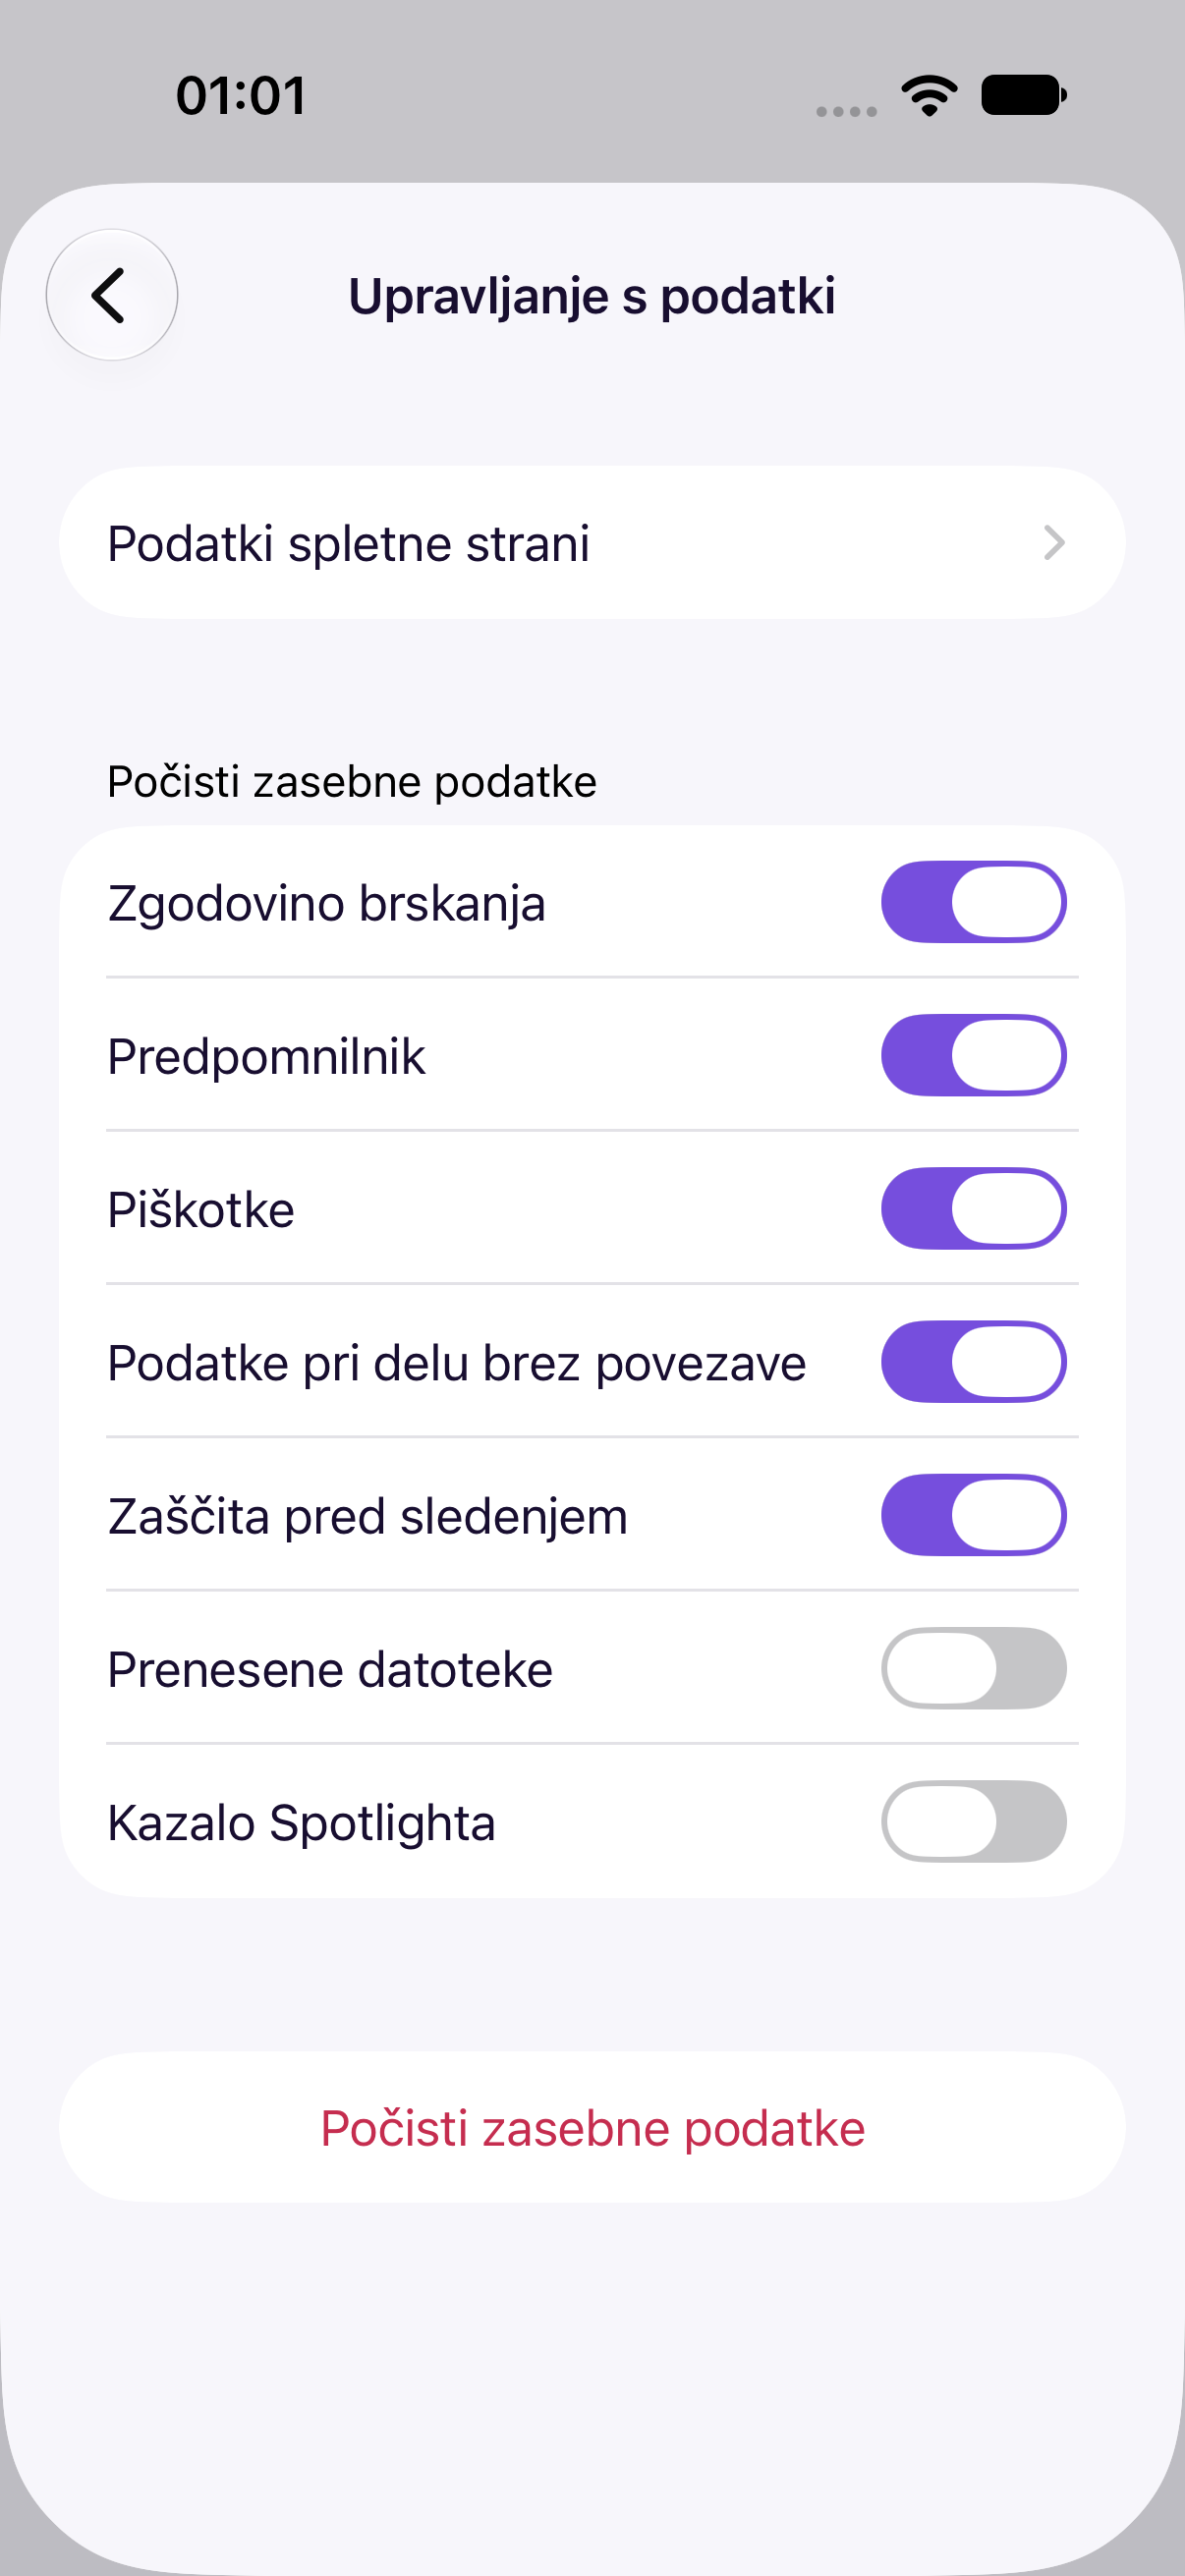 01:01
Upravljanje s podatki
Podatki spletne strani
Počisti zasebne podatke
Zgodovino brskanja
Predpomnilnik
Piškotke
Podatke pri delu brez povezave
Zaščita pred sledenjem
Prenesene datoteke
Kazalo Spotlighta
Počisti zasebne podatke